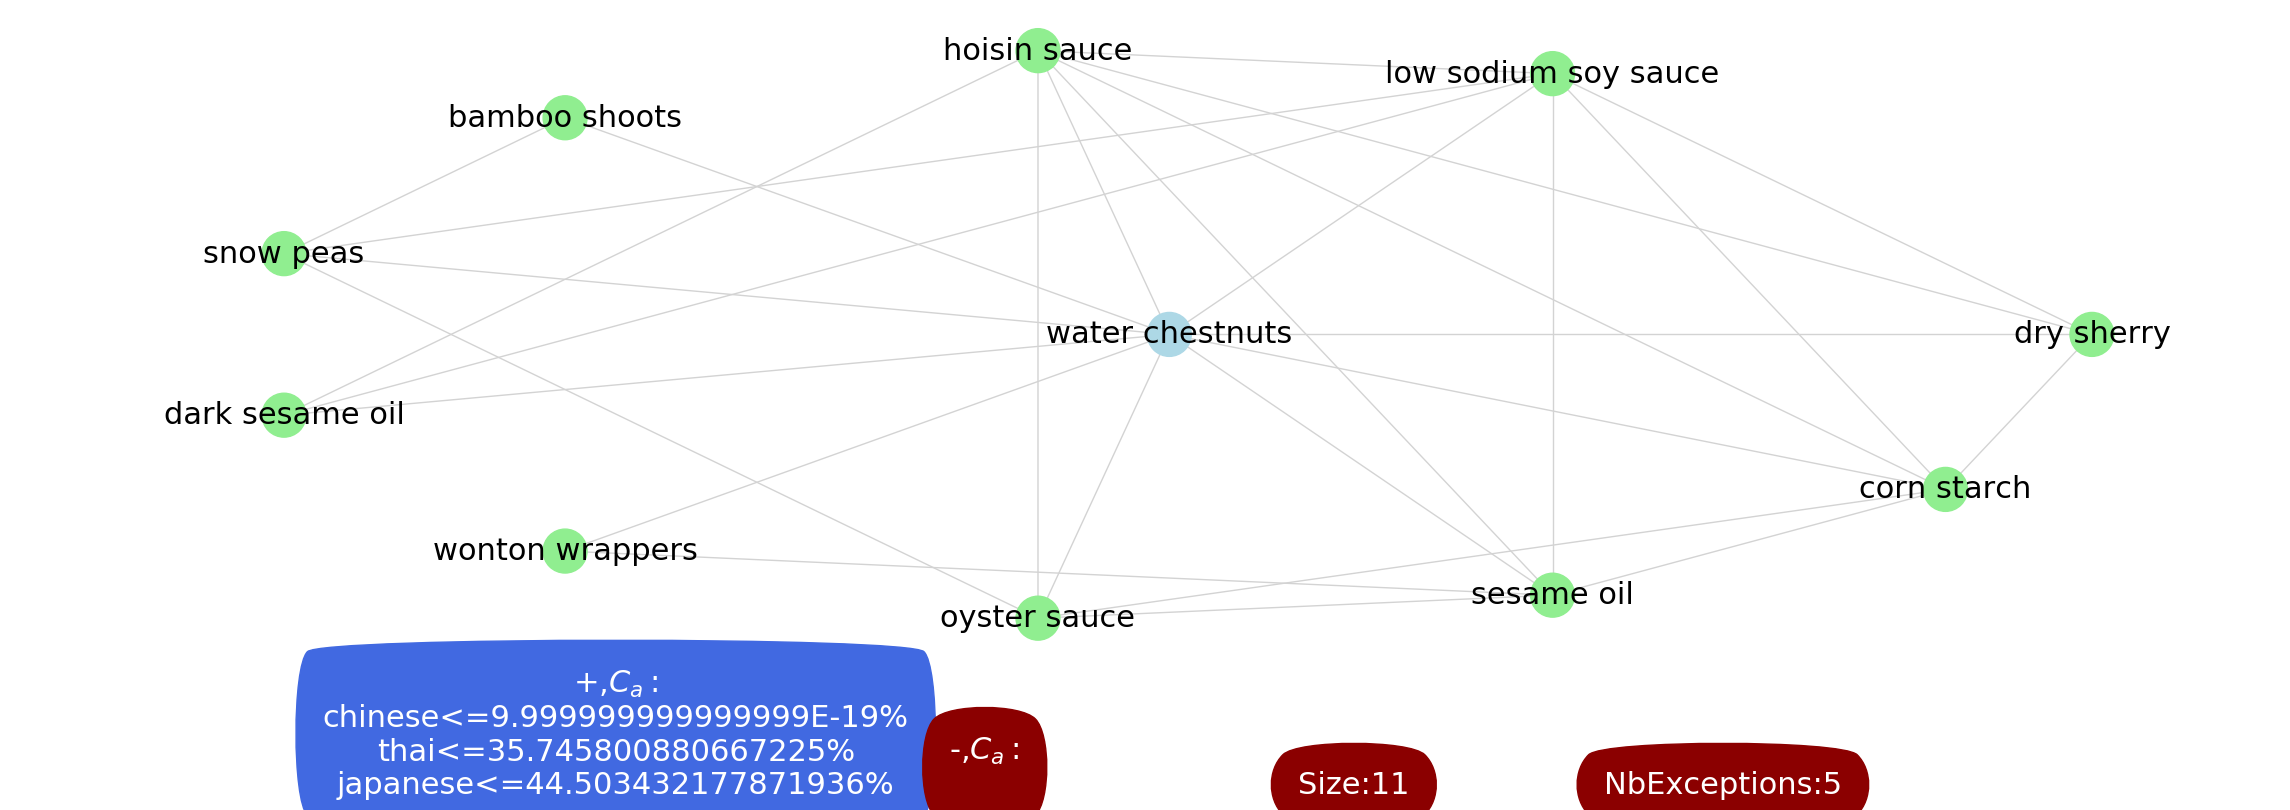 hoisin sauce
low sodium soy sauce
bamboo shoots
snow peas
water chestnuts
dry sherry
dark sesame oil
corn starch
wonton wrappers
sesame oil
oyster sauce
+,Ca :
chinese<=9.999999999999999E-19%
thai<=35.745800880667225%
japanese<=44.503432177871936%
-,Ca :
Size:11
NbExceptions:5